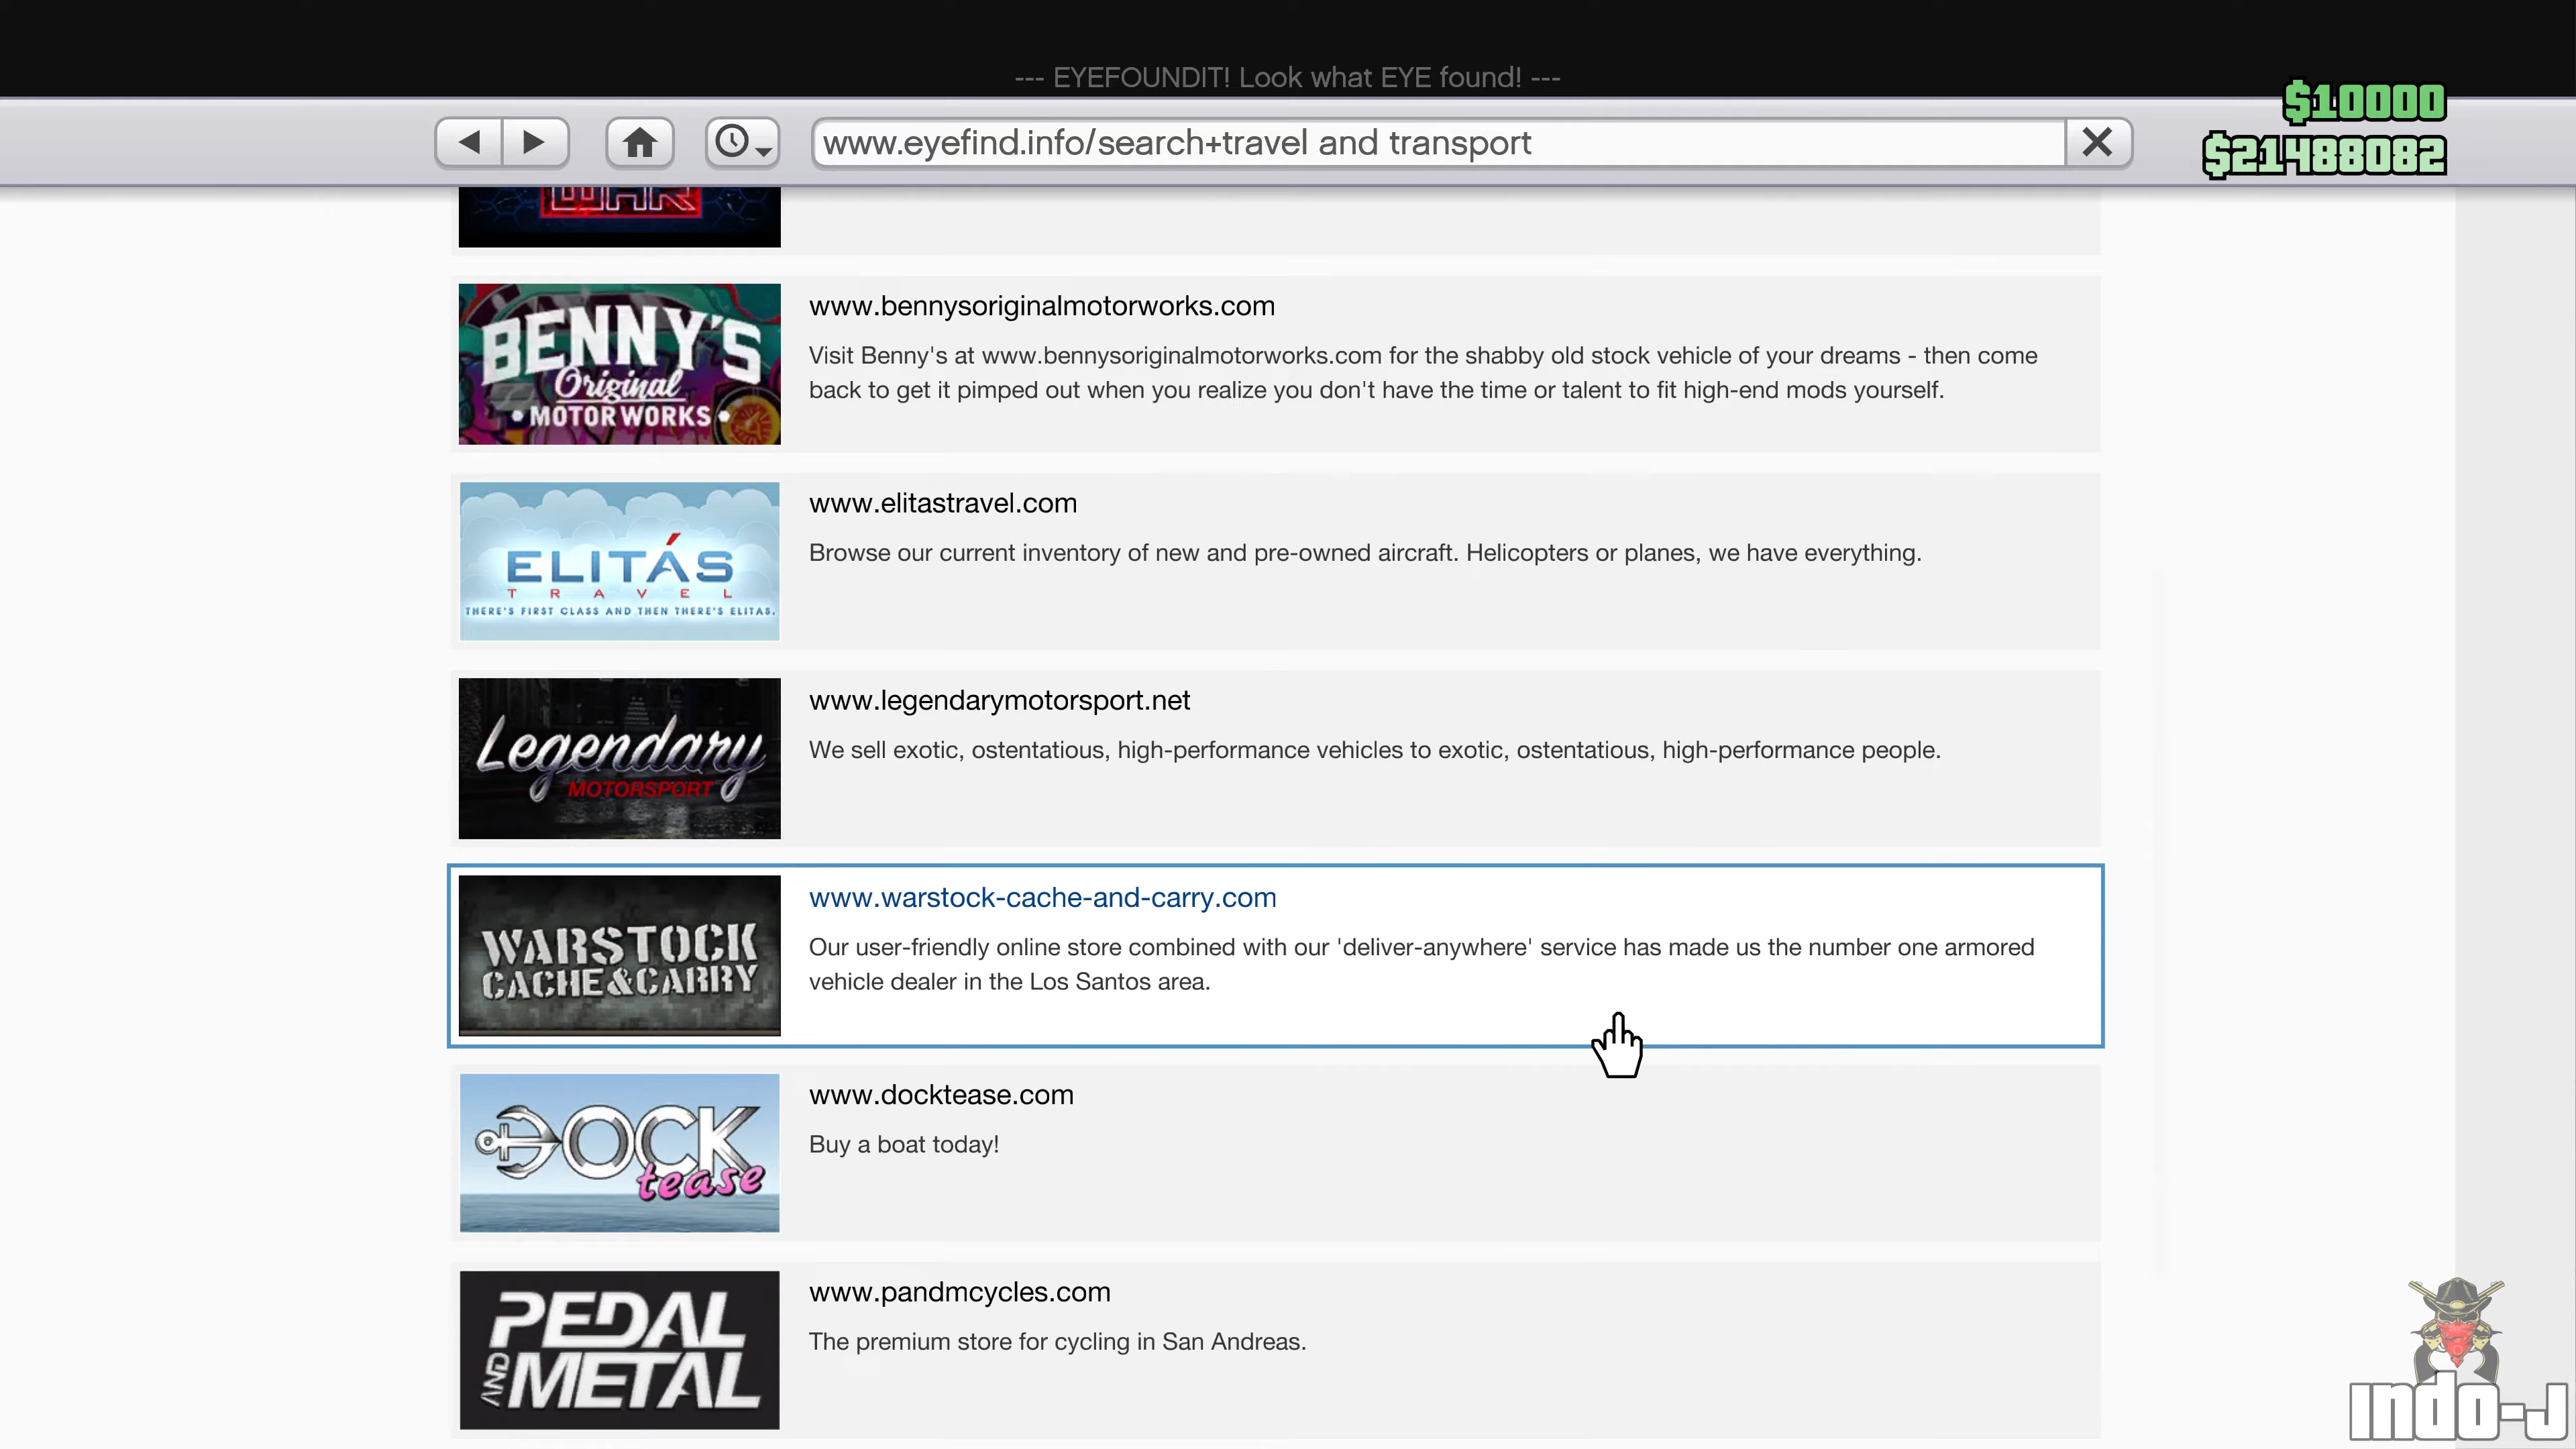 --- EYEFOUNDIT! Look what EYE found! ---
$10000
www.eyefind.info/search+travel and transport
$21488082
WAR
www.bennysoriginalmotorworks.com
BENNY'S
Original
MOTOR WORKS
Visit Benny's at www.bennysoriginalmotorworks.com for the shabby old stock vehicle of your dreams - then come
back to get it pimped out when you realize you don't have the time or talent to fit high-end mods yourself.
www.elitastravel.com
ELITÁS
TRAVEL
THERE'S FIRST CLASS AND THEN THERE'S ELITAS.
Browse our current inventory of new and pre-owned aircraft. Helicopters or planes, we have everything.
www.legendarymotorsport.net
Legendary
MOTORSPORT
We sell exotic, ostentatious, high-performance vehicles to exotic, ostentatious, high-performance people.
www.warstock-cache-and-carry.com
WARSTOCK
CACHE&CARRY
Our user-friendly online store combined with our 'deliver-anywhere' service has made us the number one armored
vehicle dealer in the Los Santos area.
www.docktease.com
DOCK
tease
Buy a boat today!
www.pandmcycles.com
PEDAL
AND
METAL
The premium store for cycling in San Andreas.
INDO-J